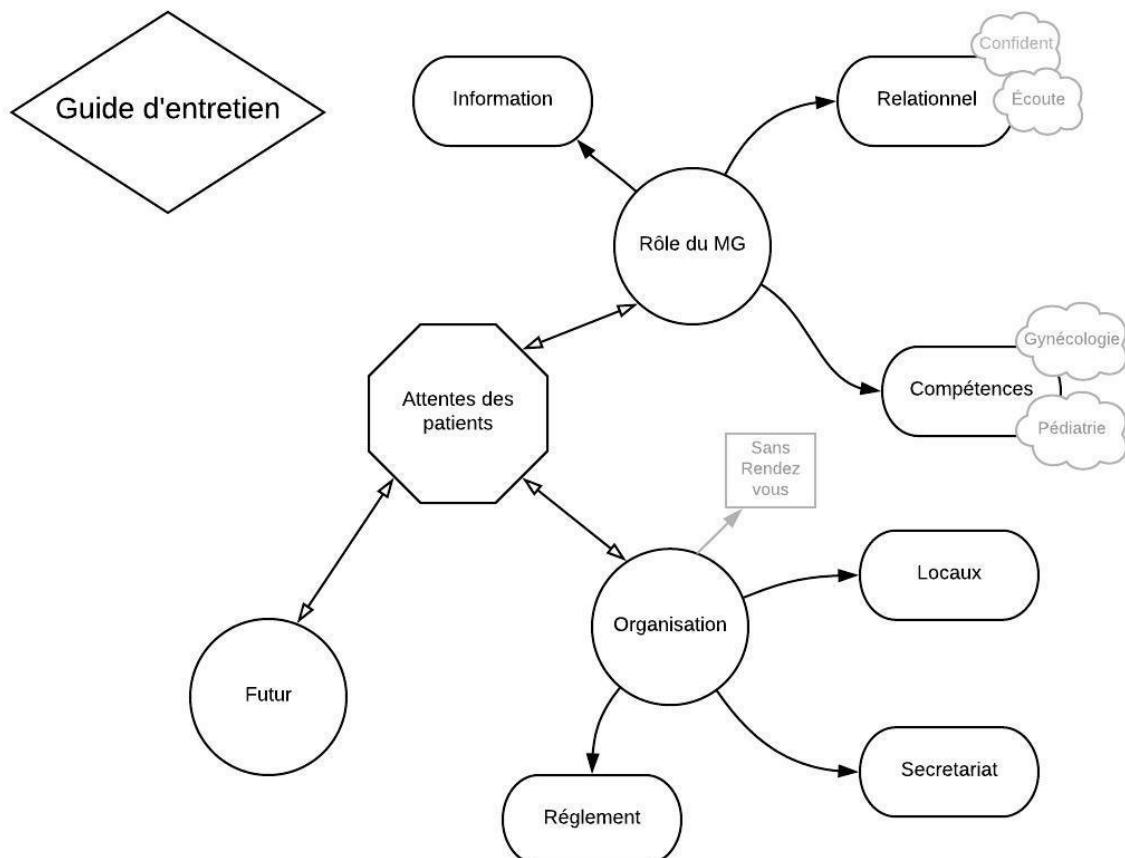 Guide d'entretien
Information
Relationnel
Confident
Écoute
Rôle du MG
Gynécologie
Compétences
Pédiatrie
Attentes des
patients
Sans
Rendez
vous
Locaux
Organisation
Futur
Secretariat
Réglement